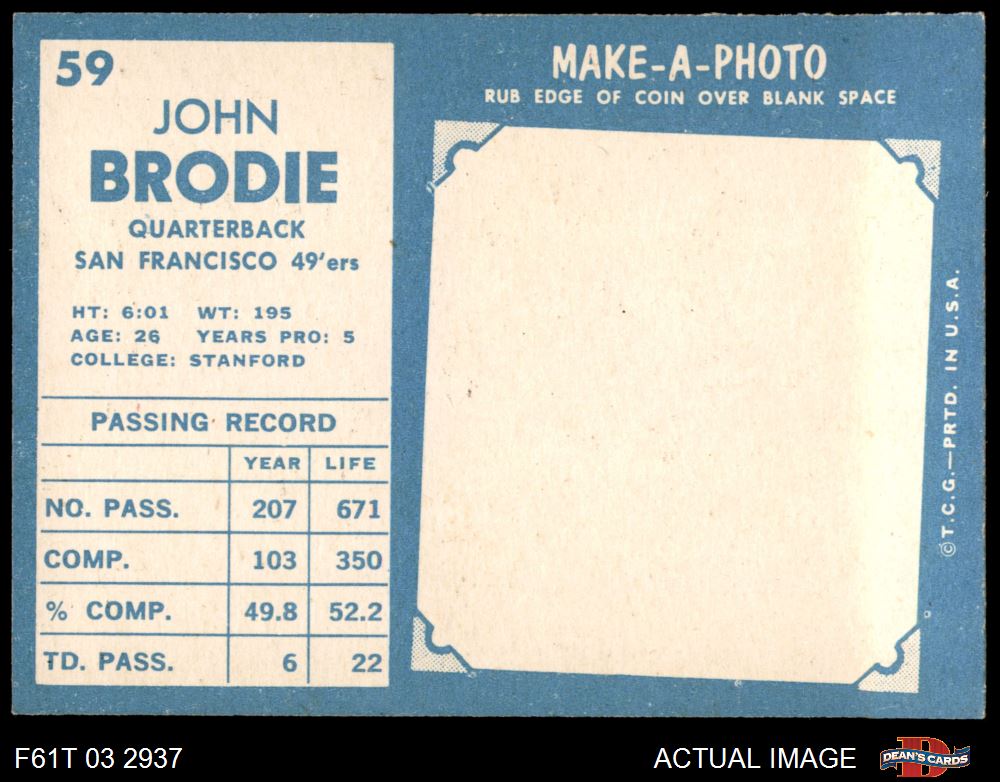 59
JOHN
BRODIE
QUARTERBACK
SAN FRANCISCO 49'ers
HT: 6:01 WT: 195
AGE: 26 YEARS PRO: 5
COLLEGE: STANFORD
PASSING RECORD
YEAR LIFE
NO. PASS. 207 671
COMP. 103 350
% COMP. 49.8 52.2
TD. PASS. 6 22
MAKE-A-PHOTO
RUB EDGE OF COIN OVER BLANK SPACE
©T.C.G.—PRTD. IN U.S.A.
F61T 03 2937
ACTUAL IMAGE
DEAN'S CARDS